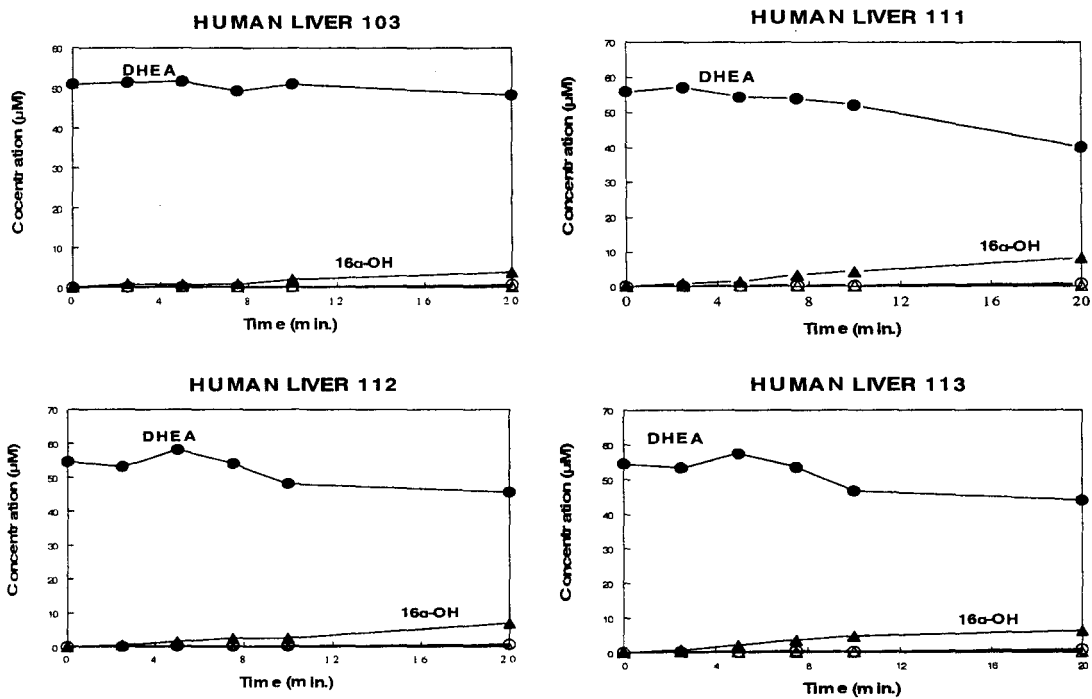 HUMAN LIVER 103
Cocentration (µM)
60
50
40
30
20
10
0
DHEA
16α-OH
0 4 8 12 16 20
Time (min.)
HUMAN LIVER 111
Concentration (µM)
70
60
50
40
30
20
10
0
DHEA
16α-OH
0 4 8 12 16 20
Time (min.)
HUMAN LIVER 112
Concentration (µM)
70
60
50
40
30
20
10
0
DHEA
16α-OH
0 4 8 12 16 20
Time (min.)
HUMAN LIVER 113
Concentration (µM)
70
60
50
40
30
20
10
0
DHEA
16α-OH
0 4 8 12 16 20
Time (min.)